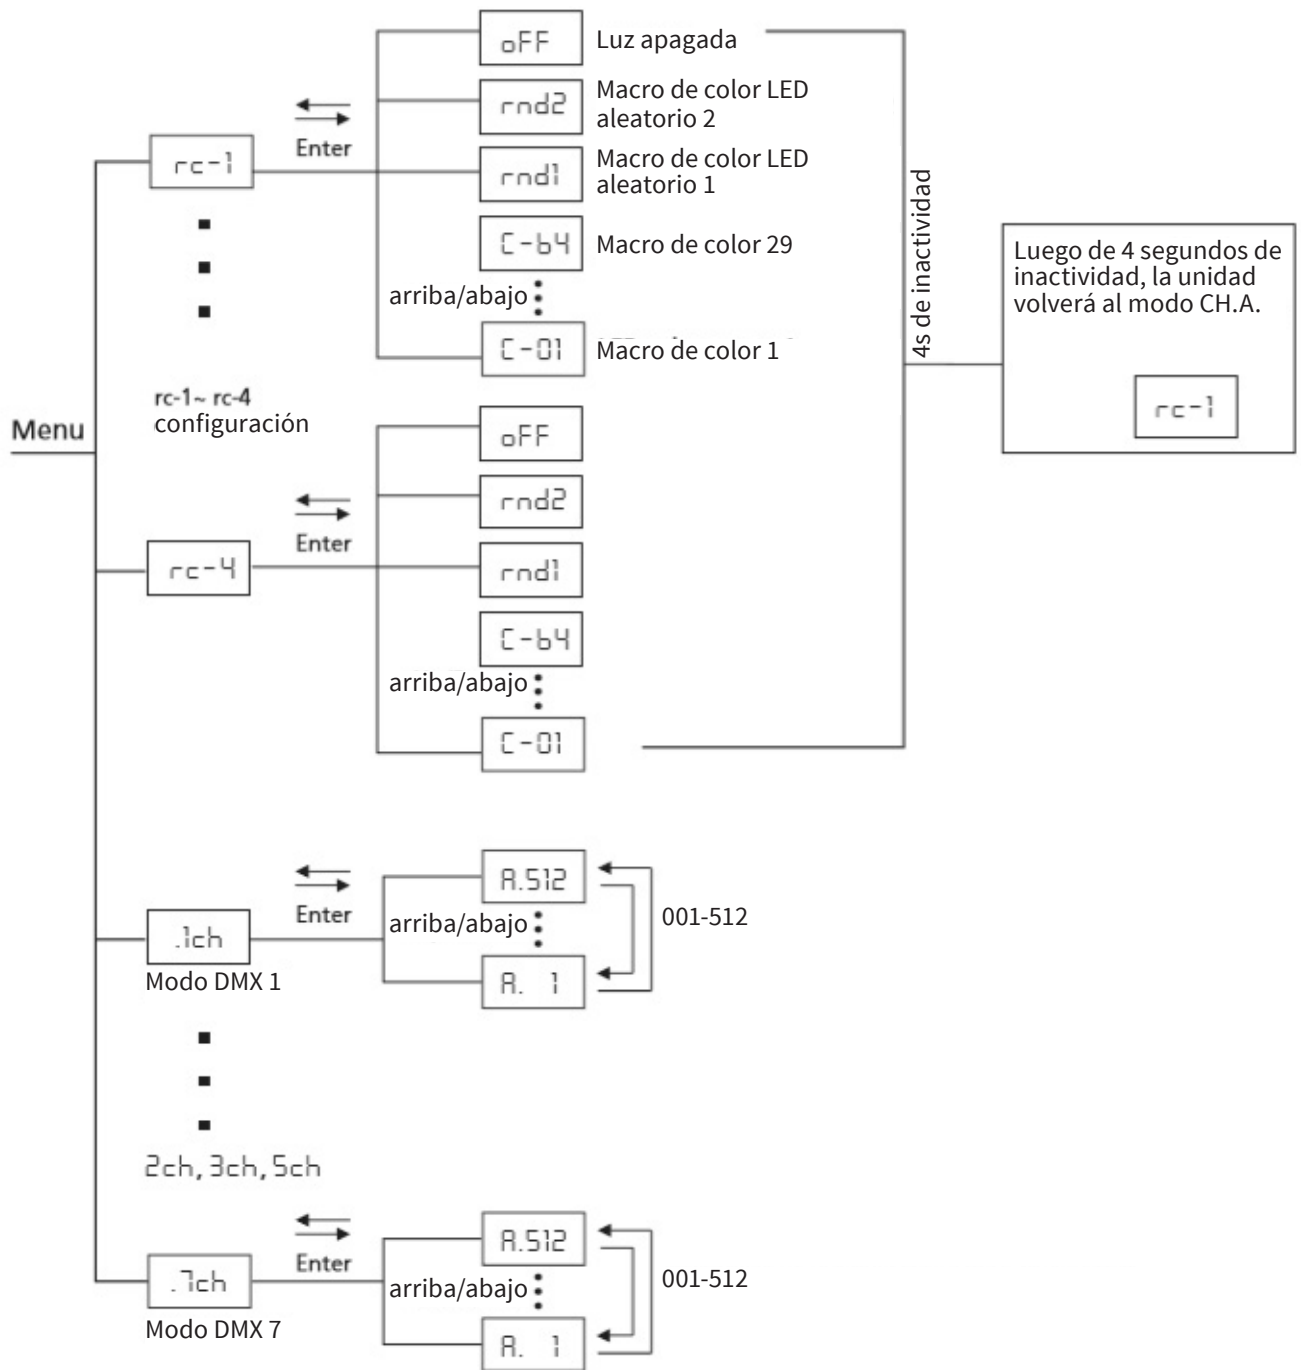 oFF
Luz apagada
rnd2
Macro de color LED
aleatorio 2
Enter
rc-1
rnd1
Macro de color LED
aleatorio 1
C-64
Macro de color 29
arriba/abajo
C-01
Macro de color 1
4s de inactividad
Luego de 4 segundos de
inactividad, la unidad
volverá al modo CH.A.
rc-1
rc-1~ rc-4
configuración
Menu
oFF
rnd2
Enter
rc-4
rnd1
C-64
arriba/abajo
C-01
Enter
A.512
arriba/abajo
001-512
.1ch
Modo DMX 1
A. 1
2ch, 3ch, 5ch
Enter
A.512
arriba/abajo
001-512
.7ch
Modo DMX 7
A. 1